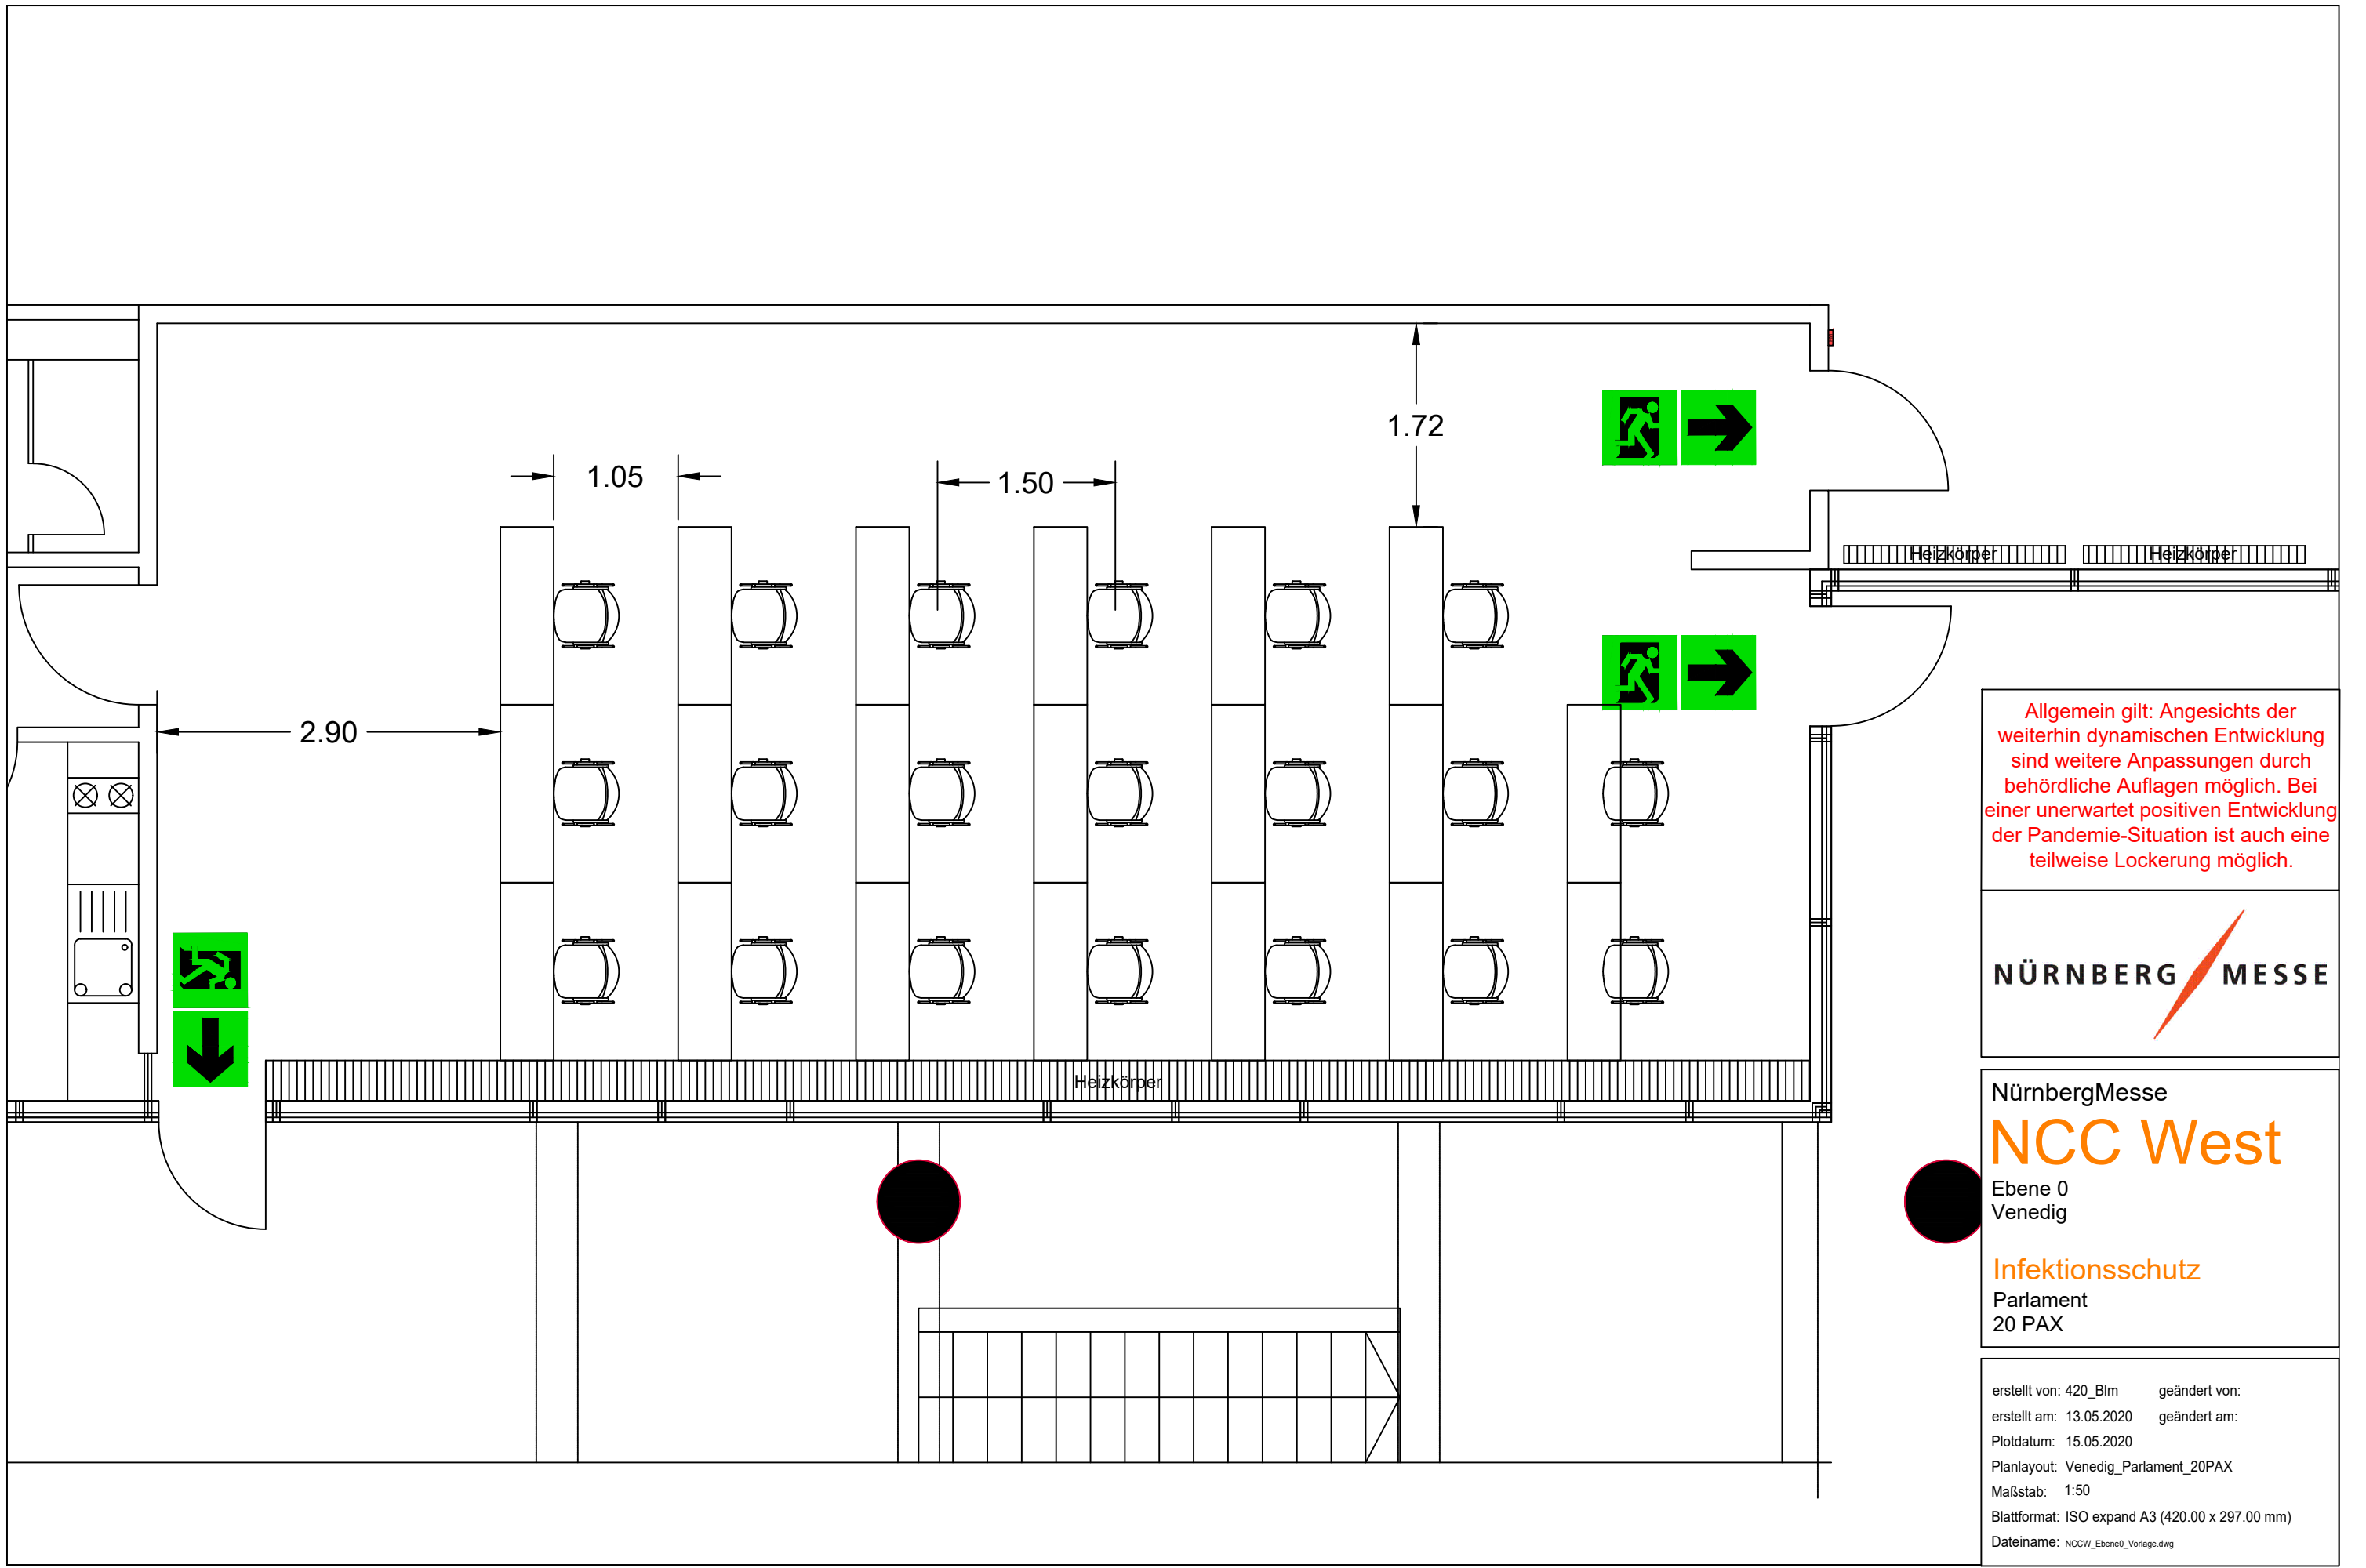 1.72
1.05
1.50
Heizkörper
Heizkörper
2.90
Heizkörper
Allgemein gilt: Angesichts der
weiterhin dynamischen Entwicklung
sind weitere Anpassungen durch
behördliche Auflagen möglich. Bei
einer unerwartet positiven Entwicklung
der Pandemie-Situation ist auch eine
teilweise Lockerung möglich.
NÜRNBERG MESSE
NürnbergMesse
NCC West
Ebene 0
Venedig
Infektionsschutz
Parlament
20 PAX
erstellt von: 420_Blm geändert von:
erstellt am: 13.05.2020 geändert am:
Plotdatum: 15.05.2020
Planlayout: Venedig_Parlament_20PAX
Maßstab: 1:50
Blattformat: ISO expand A3 (420.00 x 297.00 mm)
Dateiname: NCCW_Ebene0_Vorlage.dwg